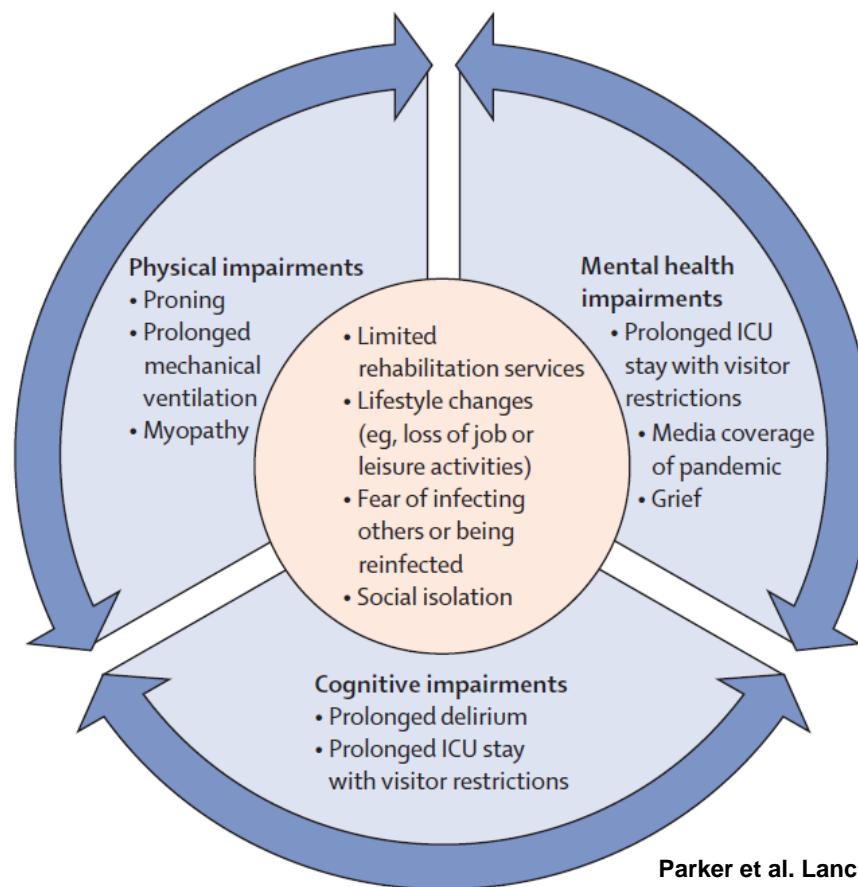 Physical impairments
• Proning
• Prolonged
mechanical
ventilation
• Myopathy
Mental health
impairments
• Prolonged ICU
stay with visitor
restrictions
• Media coverage
of pandemic
• Grief
• Limited
rehabilitation services
• Lifestyle changes
(eg, loss of job or
leisure activities)
• Fear of infecting
others or being
reinfected
• Social isolation
Cognitive impairments
• Prolonged delirium
• Prolonged ICU stay
with visitor restrictions
Parker et al. Lanc